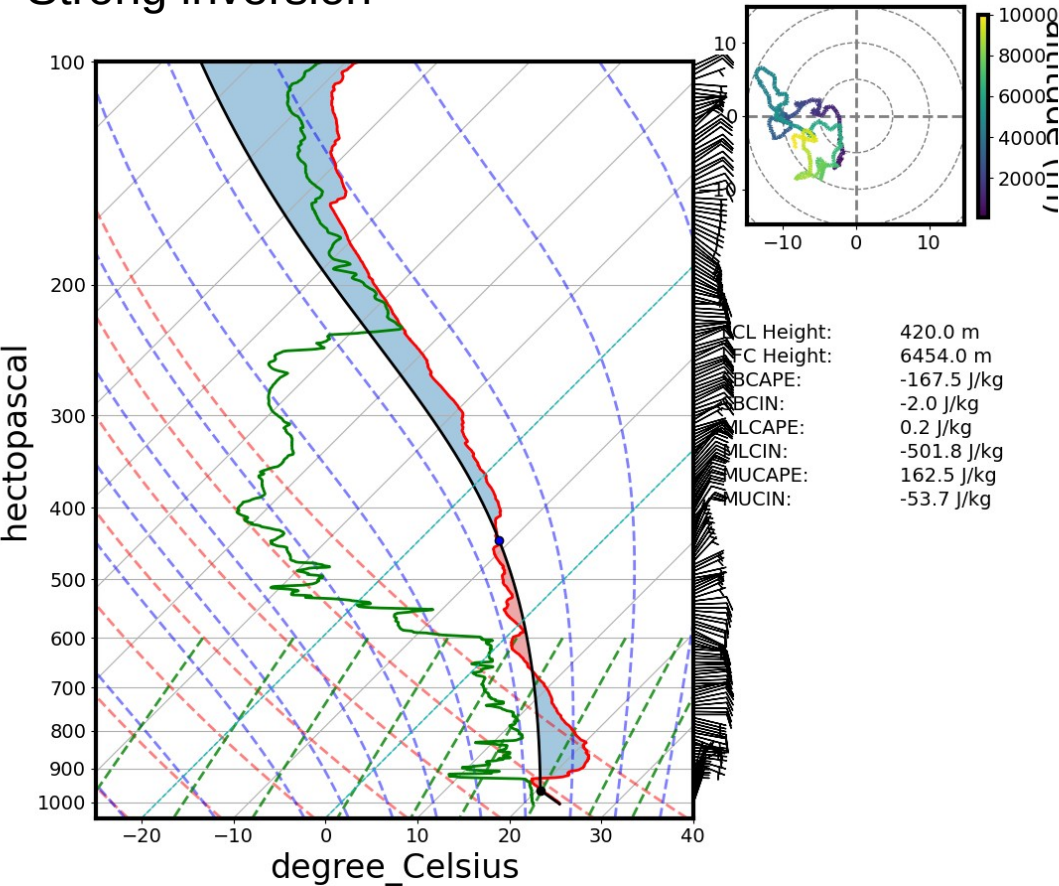 Strong Inversion
100
200
300
400
500
600
700
800
900
1000
hectopascal
−20 −10 0 10 20 30 40
degree_Celsius
10
0
10
−10 0 10
10000
8000
6000
4000
2000
CL Height: 420.0 m
FC Height: 6454.0 m
BCAPE: -167.5 J/kg
BCIN: -2.0 J/kg
MLCAPE: 0.2 J/kg
MLCIN: -501.8 J/kg
MUCAPE: 162.5 J/kg
MUCIN: -53.7 J/kg